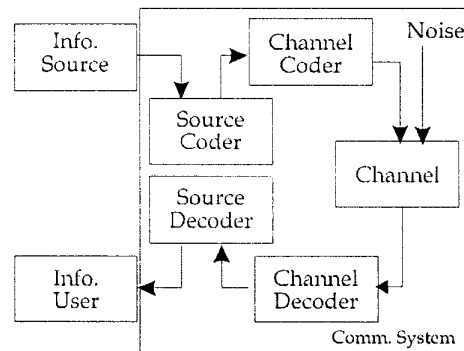 Info.
Source
Channel
Coder
Noise
Source
Coder
Channel
Source
Decoder
Info.
User
Channel
Decoder
Comm. System